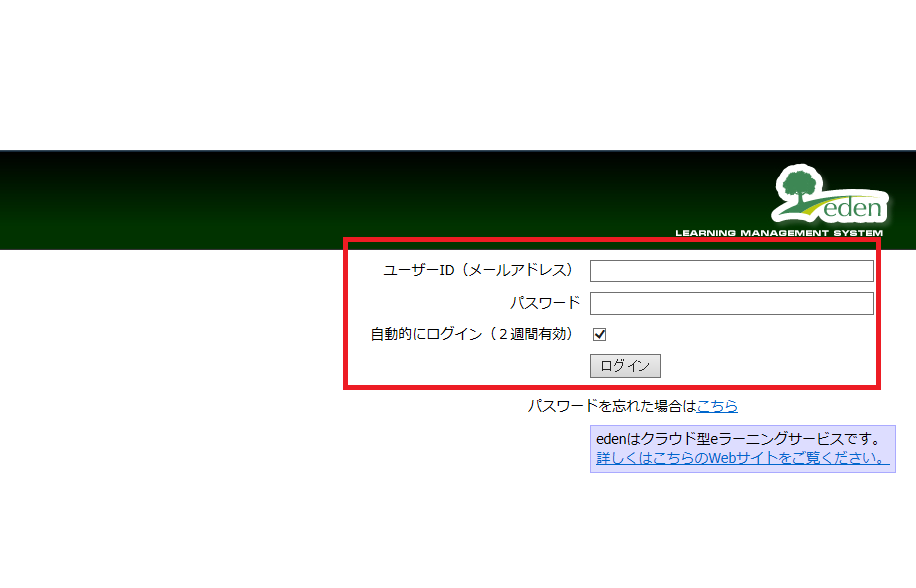 eden
LEARNING MANAGEMENT SYSTEM
ユーザーID（メールアドレス）
パスワード
自動的にログイン（２週間有効）
ログイン
パスワードを忘れた場合はこちら
edenはクラウド型eラーニングサービスです。
詳しくはこちらのWebサイトをご覧ください。